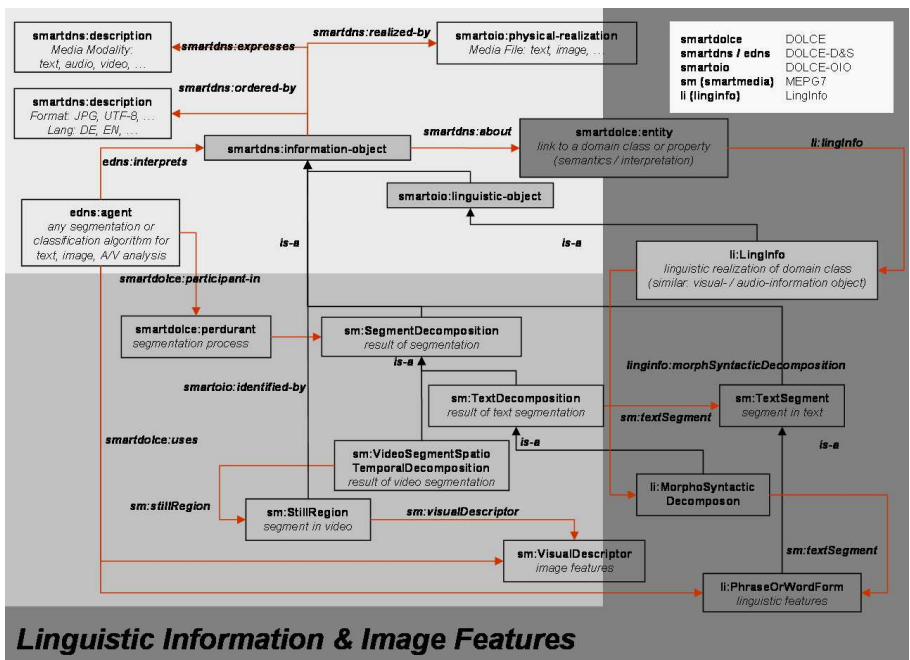 smartdns:description
Media Modality:
text, audio, video, …
smartdns:expresses
smartdns:realized-by
smartoio:physical-realization
Media File: text, image, …
smartdolce DOLCE
smartdns / edns DOLCE-D&S
smartoio DOLCE-OIO
sm (smartmedia) MEPG7
li (linginfo) LingInfo
smartdns:ordered-by
smartdns:description
Format: JPG, UTF-8, …
Lang: DE, EN, …
edns:interprets
smartdns:information-object
smartdns:about
smartdolce:entity
link to a domain class or property
(semantics / interpretation)
li:lingInfo
smartoio:linguistic-object
edns:agent
any segmentation or
classification algorithm for
text, image, A/V analysis
is-a
is-a
li:LingInfo
linguistic realization of domain class
(similar: visual- / audio-information object)
smartdolce:participant-in
smartdolce:perdurant
segmentation process
sm:SegmentDecomposition
result of segmentation
is-a
linginfo:morphSyntacticDecomposition
smartoio:identified-by
sm:TextDecomposition
result of text segmentation
sm:textSegment
sm:TextSegment
segment in text
smartdolce:uses
is-a
is-a
sm:VideoSegmentSpatio
TemporalDecomposition
result of video segmentation
li:MorphoSyntactic
Decomposon
sm:stillRegion
sm:StillRegion
segment in video
sm:visualDescriptor
sm:textSegment
sm:VisualDescriptor
image features
li:PhraseOrWordForm
linguistic features
Linguistic Information & Image Features